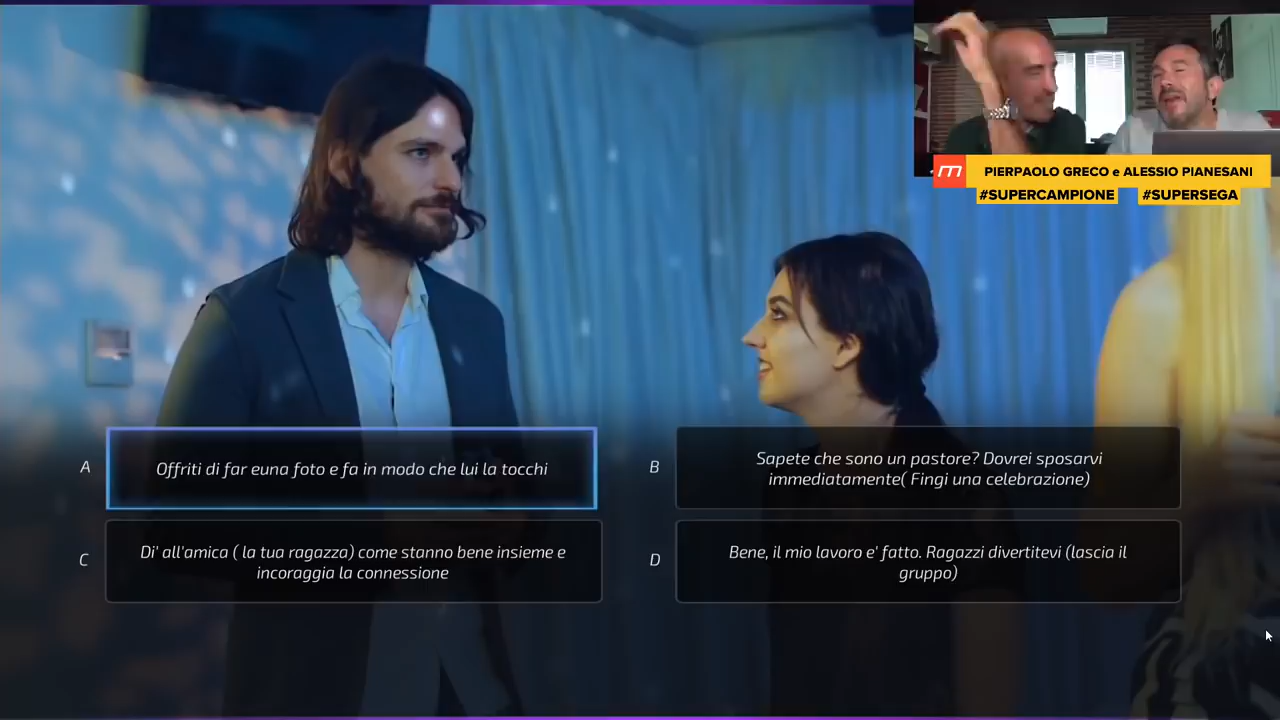 PIERPAOLO GRECO e ALESSIO PIANESANI
#SUPERCAMPIONE #SUPERSEGA
A
Offriti di far euna foto e fa in modo che lui la tocchi
B
Sapete che sono un pastore? Dovrei sposarvi
immediatamente( Fingi una celebrazione)
C
Di' all'amica ( la tua ragazza) come stanno bene insieme e
incoraggia la connessione
D
Bene, il mio lavoro e' fatto. Ragazzi divertitevi (lascia il
gruppo)